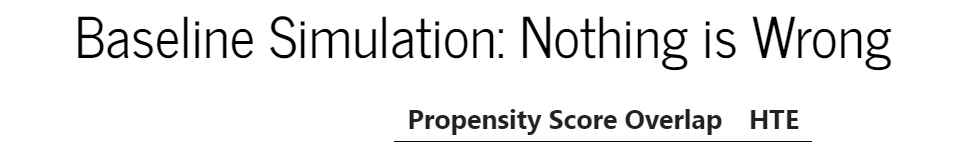 Baseline Simulation: Nothing is Wrong
Propensity Score Overlap HTE